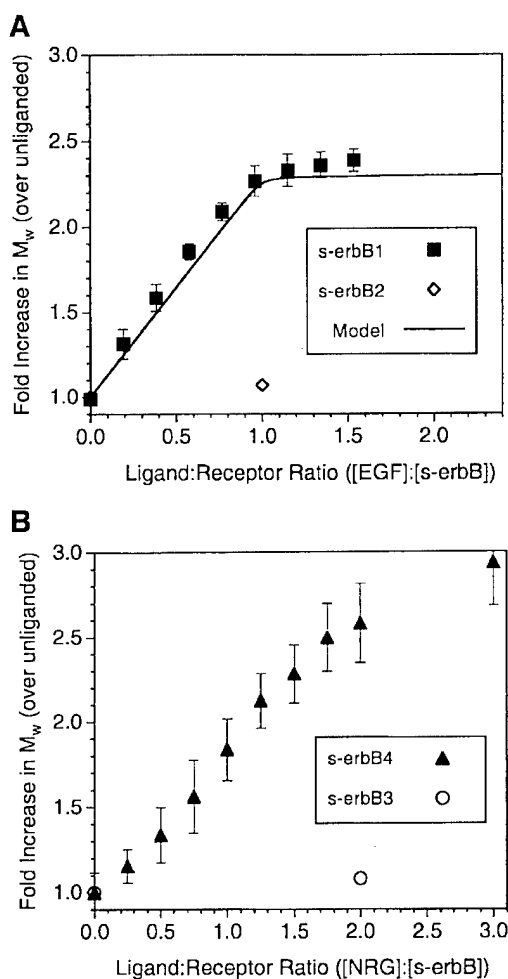 A
Fold Increase in Mw (over unliganded)
3.0
2.5
2.0
1.5
1.0
s-erbB1
s-erbB2
Model
0.0 0.5 1.0 1.5 2.0
Ligand:Receptor Ratio ([EGF]:[s-erbB])
B
Fold Increase in Mw (over unliganded)
3.0
2.5
2.0
1.5
1.0
s-erbB4
s-erbB3
0.0 0.5 1.0 1.5 2.0 2.5 3.0
Ligand:Receptor Ratio ([NRG]:[s-erbB])